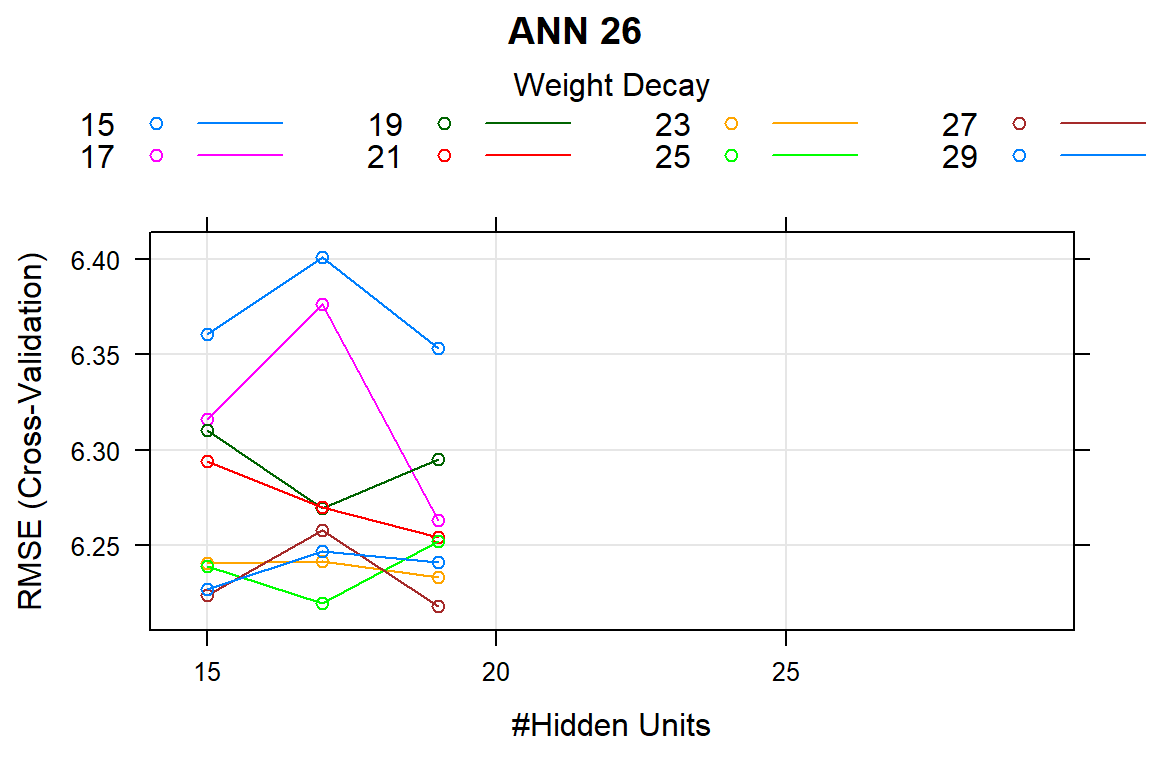 ANN 26
Weight Decay
15 19 23 27
17 21 25 29
RMSE (Cross-Validation)
6.40
6.35
6.30
6.25
15 20 25
#Hidden Units